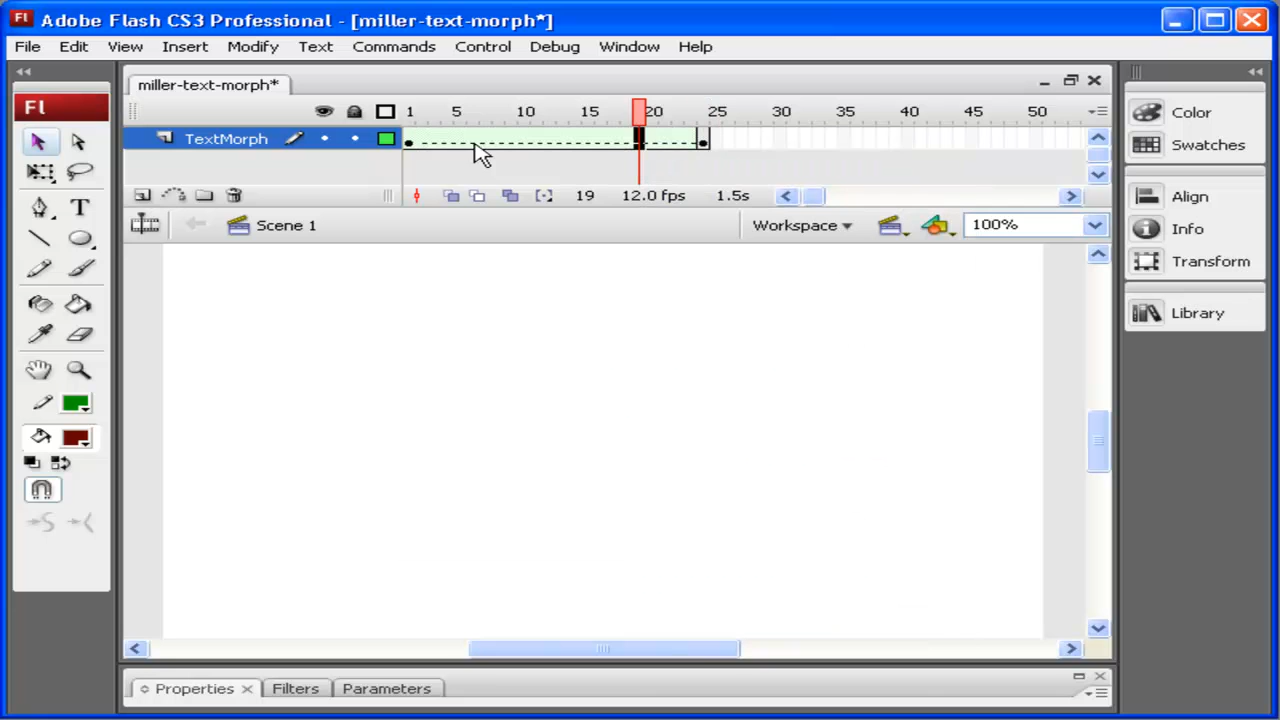 Fl Adobe Flash CS3 Professional - [miller-text-morph*]
File Edit View Insert Modify Text Commands Control Debug Window Help
Fl
miller-text-morph*
1 5 10 15 20 25 30 35 40 45 50
TextMorph
19 12.0 fps 1.5s
Scene 1 Workspace 100%
T
Color
Swatches
Align
Info
Transform
Library
Properties Filters Parameters